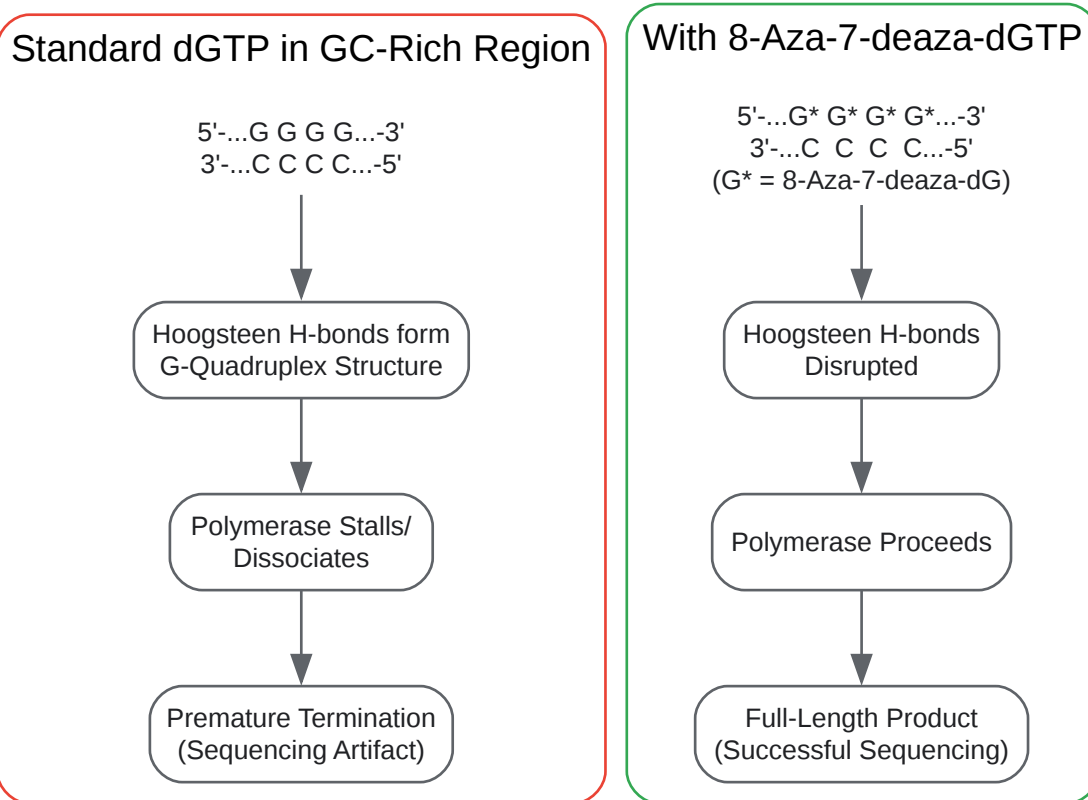 Standard dGTP in GC-Rich Region
5'-...G G G G...-3'
3'-...C C C C...-5'
Hoogsteen H-bonds form
G-Quadruplex Structure
Polymerase Stalls/
Dissociates
Premature Termination
(Sequencing Artifact)
With 8-Aza-7-deaza-dGTP
5'-...G* G* G* G*...-3'
3'-...C  C  C  C...-5'
(G* = 8-Aza-7-deaza-dG)
Hoogsteen H-bonds
Disrupted
Polymerase Proceeds
Full-Length Product
(Successful Sequencing)